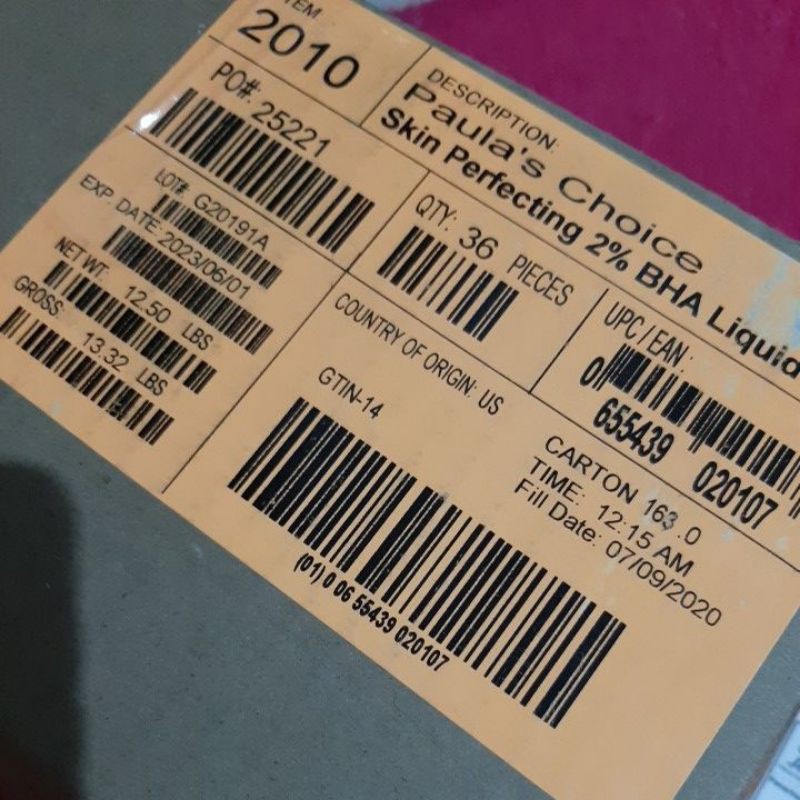 ITEM
2010
DESCRIPTION:
Paula's Choice
Skin Perfecting 2% BHA Liquid
PO#: 25221
QTY: 36 PIECES
UPC/EAN:
0 655439 020107
LOT# G20191A
EXP. DATE 2023/06/01
NET WT: 12.50 LBS
GROSS: 13.32 LBS
COUNTRY OF ORIGIN: US
GTIN-14
(01) 0 06 55439 020107
CARTON 163 .0
TIME: 12:15 AM
Fill Date: 07/09/2020